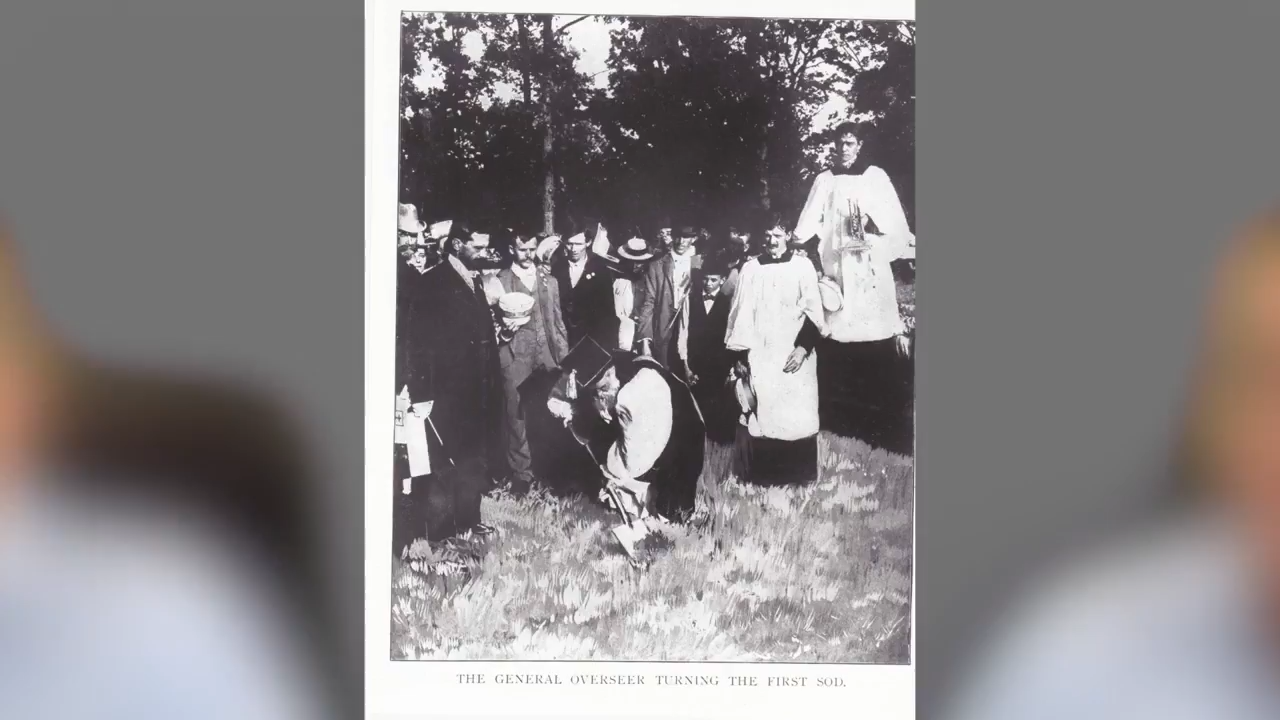 THE GENERAL OVERSEER TURNING THE FIRST SOD.